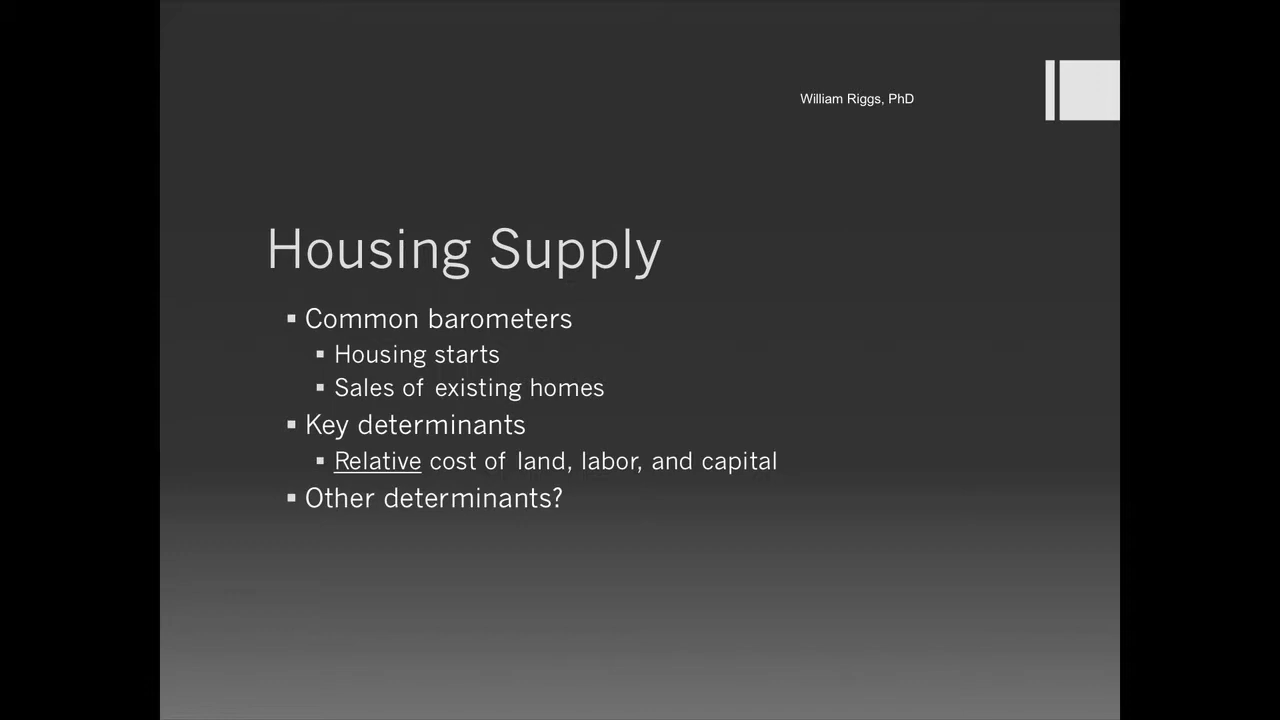 William Riggs, PhD
Housing Supply
▪ Common barometers
▪ Housing starts
▪ Sales of existing homes
▪ Key determinants
▪ Relative cost of land, labor, and capital
▪ Other determinants?